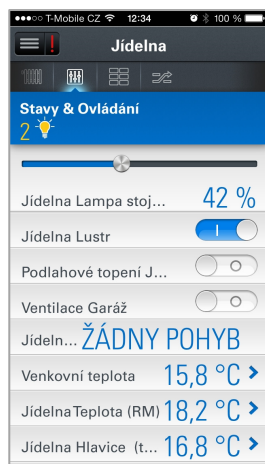 T-Mobile CZ 12:34 100 %
! Jídelna
Stavy & Ovládání
2
Jídelna Lampa stoj... 42 %
Jídelna Lustr
Podlahové topení J...
Ventilace Garáž
Jídeln... ŽÁDNY POHYB
Venkovní teplota 15,8 °C
Jídelna Teplota (RM) 18,2 °C
Jídelna Hlavice (t... 16,8 °C